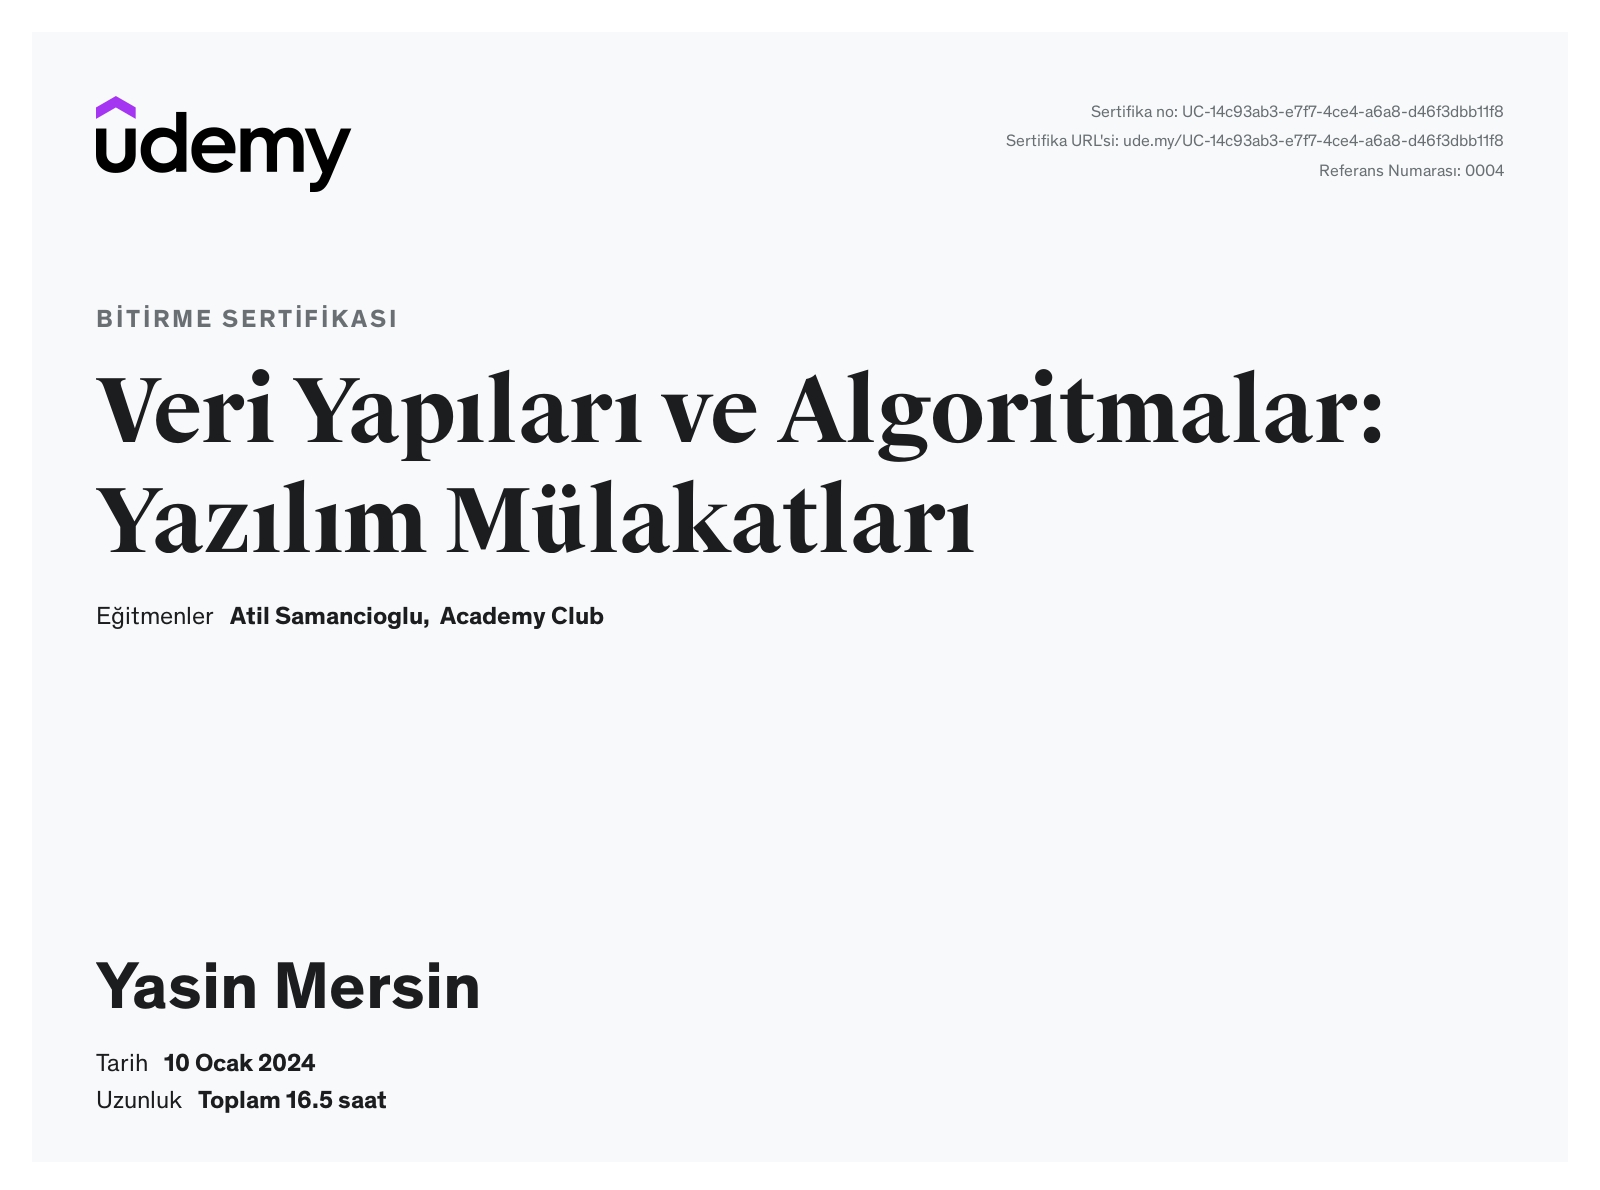 udemy
Sertifika no: UC-14c93ab3-e7f7-4ce4-a6a8-d46f3dbb11f8
Sertifika URL'si: ude.my/UC-14c93ab3-e7f7-4ce4-a6a8-d46f3dbb11f8
Referans Numarası: 0004
BİTİRME SERTİFİKASI
Veri Yapıları ve Algoritmalar:
Yazılım Mülakatları
Eğitmenler Atil Samancioglu, Academy Club
Yasin Mersin
Tarih 10 Ocak 2024
Uzunluk Toplam 16.5 saat